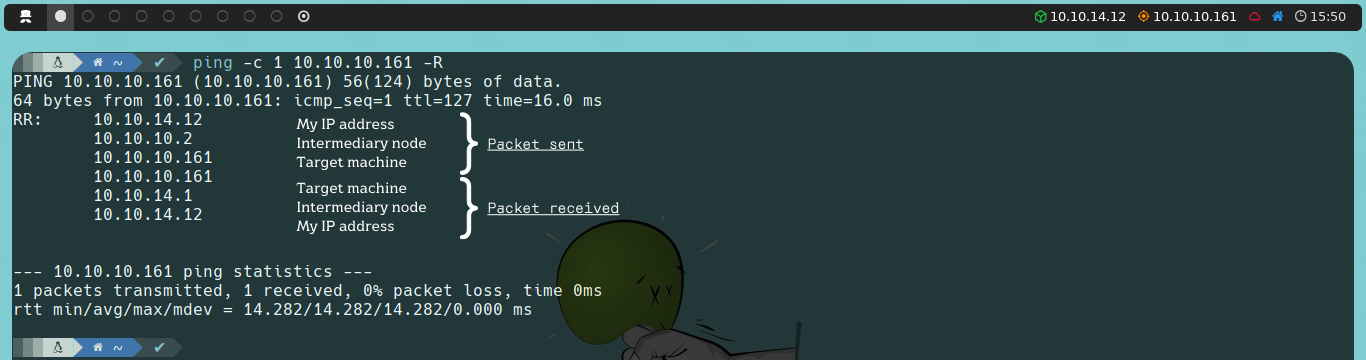 10.10.14.12 10.10.10.161 15:50
~ ✔ ping -c 1 10.10.10.161 -R
PING 10.10.10.161 (10.10.10.161) 56(124) bytes of data.
64 bytes from 10.10.10.161: icmp_seq=1 ttl=127 time=16.0 ms
RR: 10.10.14.12 My IP address
10.10.10.2 Intermediary node Packet sent
10.10.10.161 Target machine
10.10.10.161 Target machine
10.10.14.1 Intermediary node Packet received
10.10.14.12 My IP address
--- 10.10.10.161 ping statistics ---
1 packets transmitted, 1 received, 0% packet loss, time 0ms
rtt min/avg/max/mdev = 14.282/14.282/14.282/0.000 ms
~ ✔